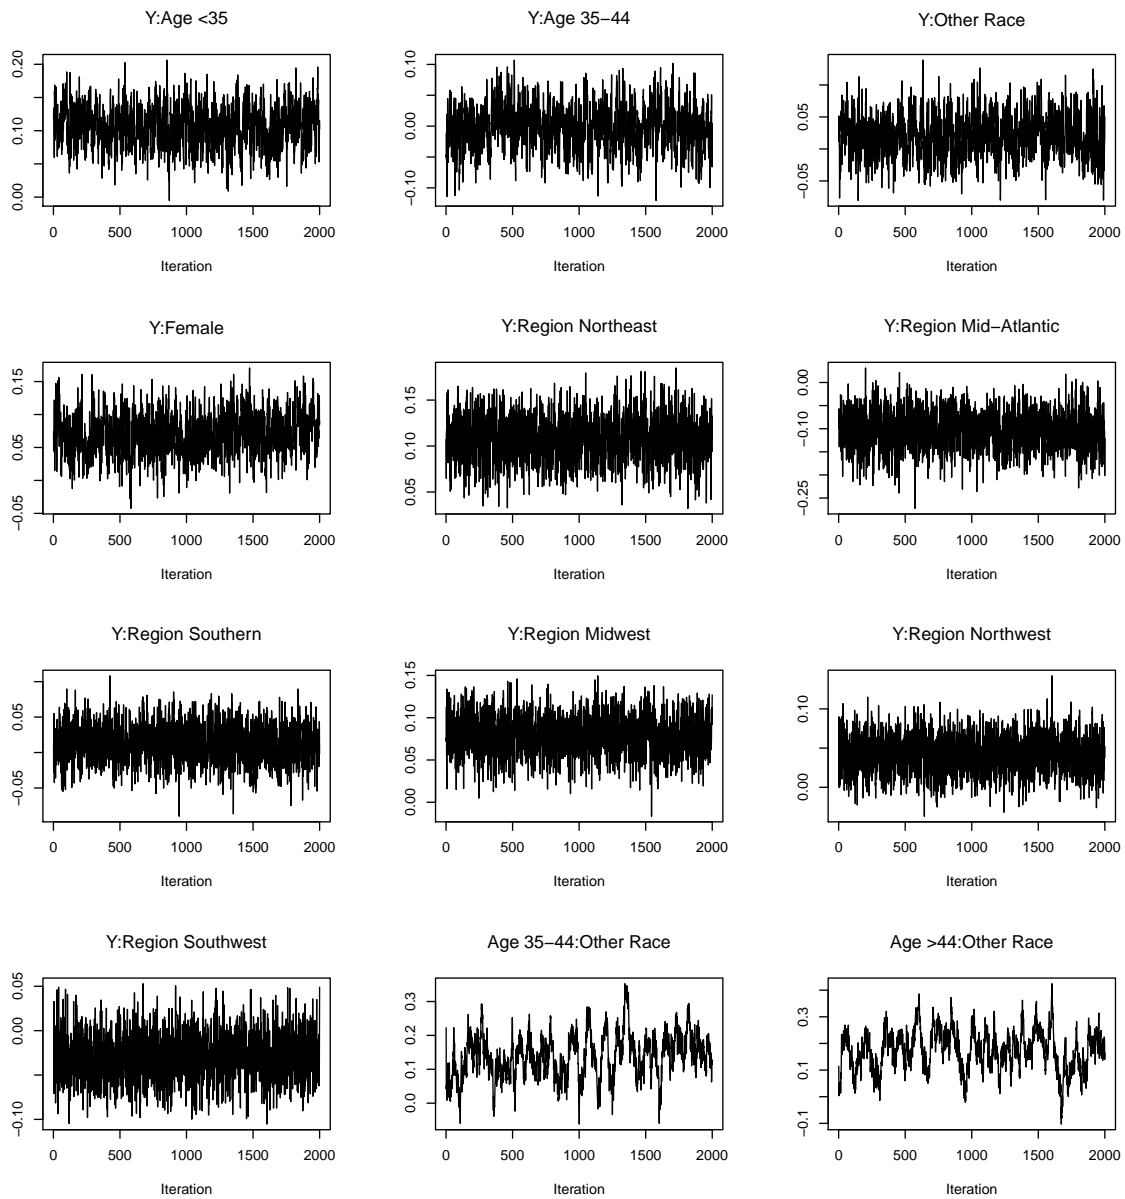 Y:Age <35
Y:Age 35−44
Y:Other Race
0.00 0.10 0.20
−0.10 0.00 0.10
−0.05 0.05
0 500 1000 1500 2000
0 500 1000 1500 2000
0 500 1000 1500 2000
Iteration
Iteration
Iteration
Y:Female
Y:Region Northeast
Y:Region Mid−Atlantic
−0.05 0.05 0.15
0.05 0.10 0.15
−0.25 −0.10 0.00
0 500 1000 1500 2000
0 500 1000 1500 2000
0 500 1000 1500 2000
Iteration
Iteration
Iteration
Y:Region Southern
Y:Region Midwest
Y:Region Northwest
−0.05 0.05
0.00 0.05 0.10 0.15
0.00 0.10
0 500 1000 1500 2000
0 500 1000 1500 2000
0 500 1000 1500 2000
Iteration
Iteration
Iteration
Y:Region Southwest
Age 35−44:Other Race
Age >44:Other Race
−0.10 0.00 0.05
0.0 0.1 0.2 0.3
−0.1 0.1 0.3
0 500 1000 1500 2000
0 500 1000 1500 2000
0 500 1000 1500 2000
Iteration
Iteration
Iteration